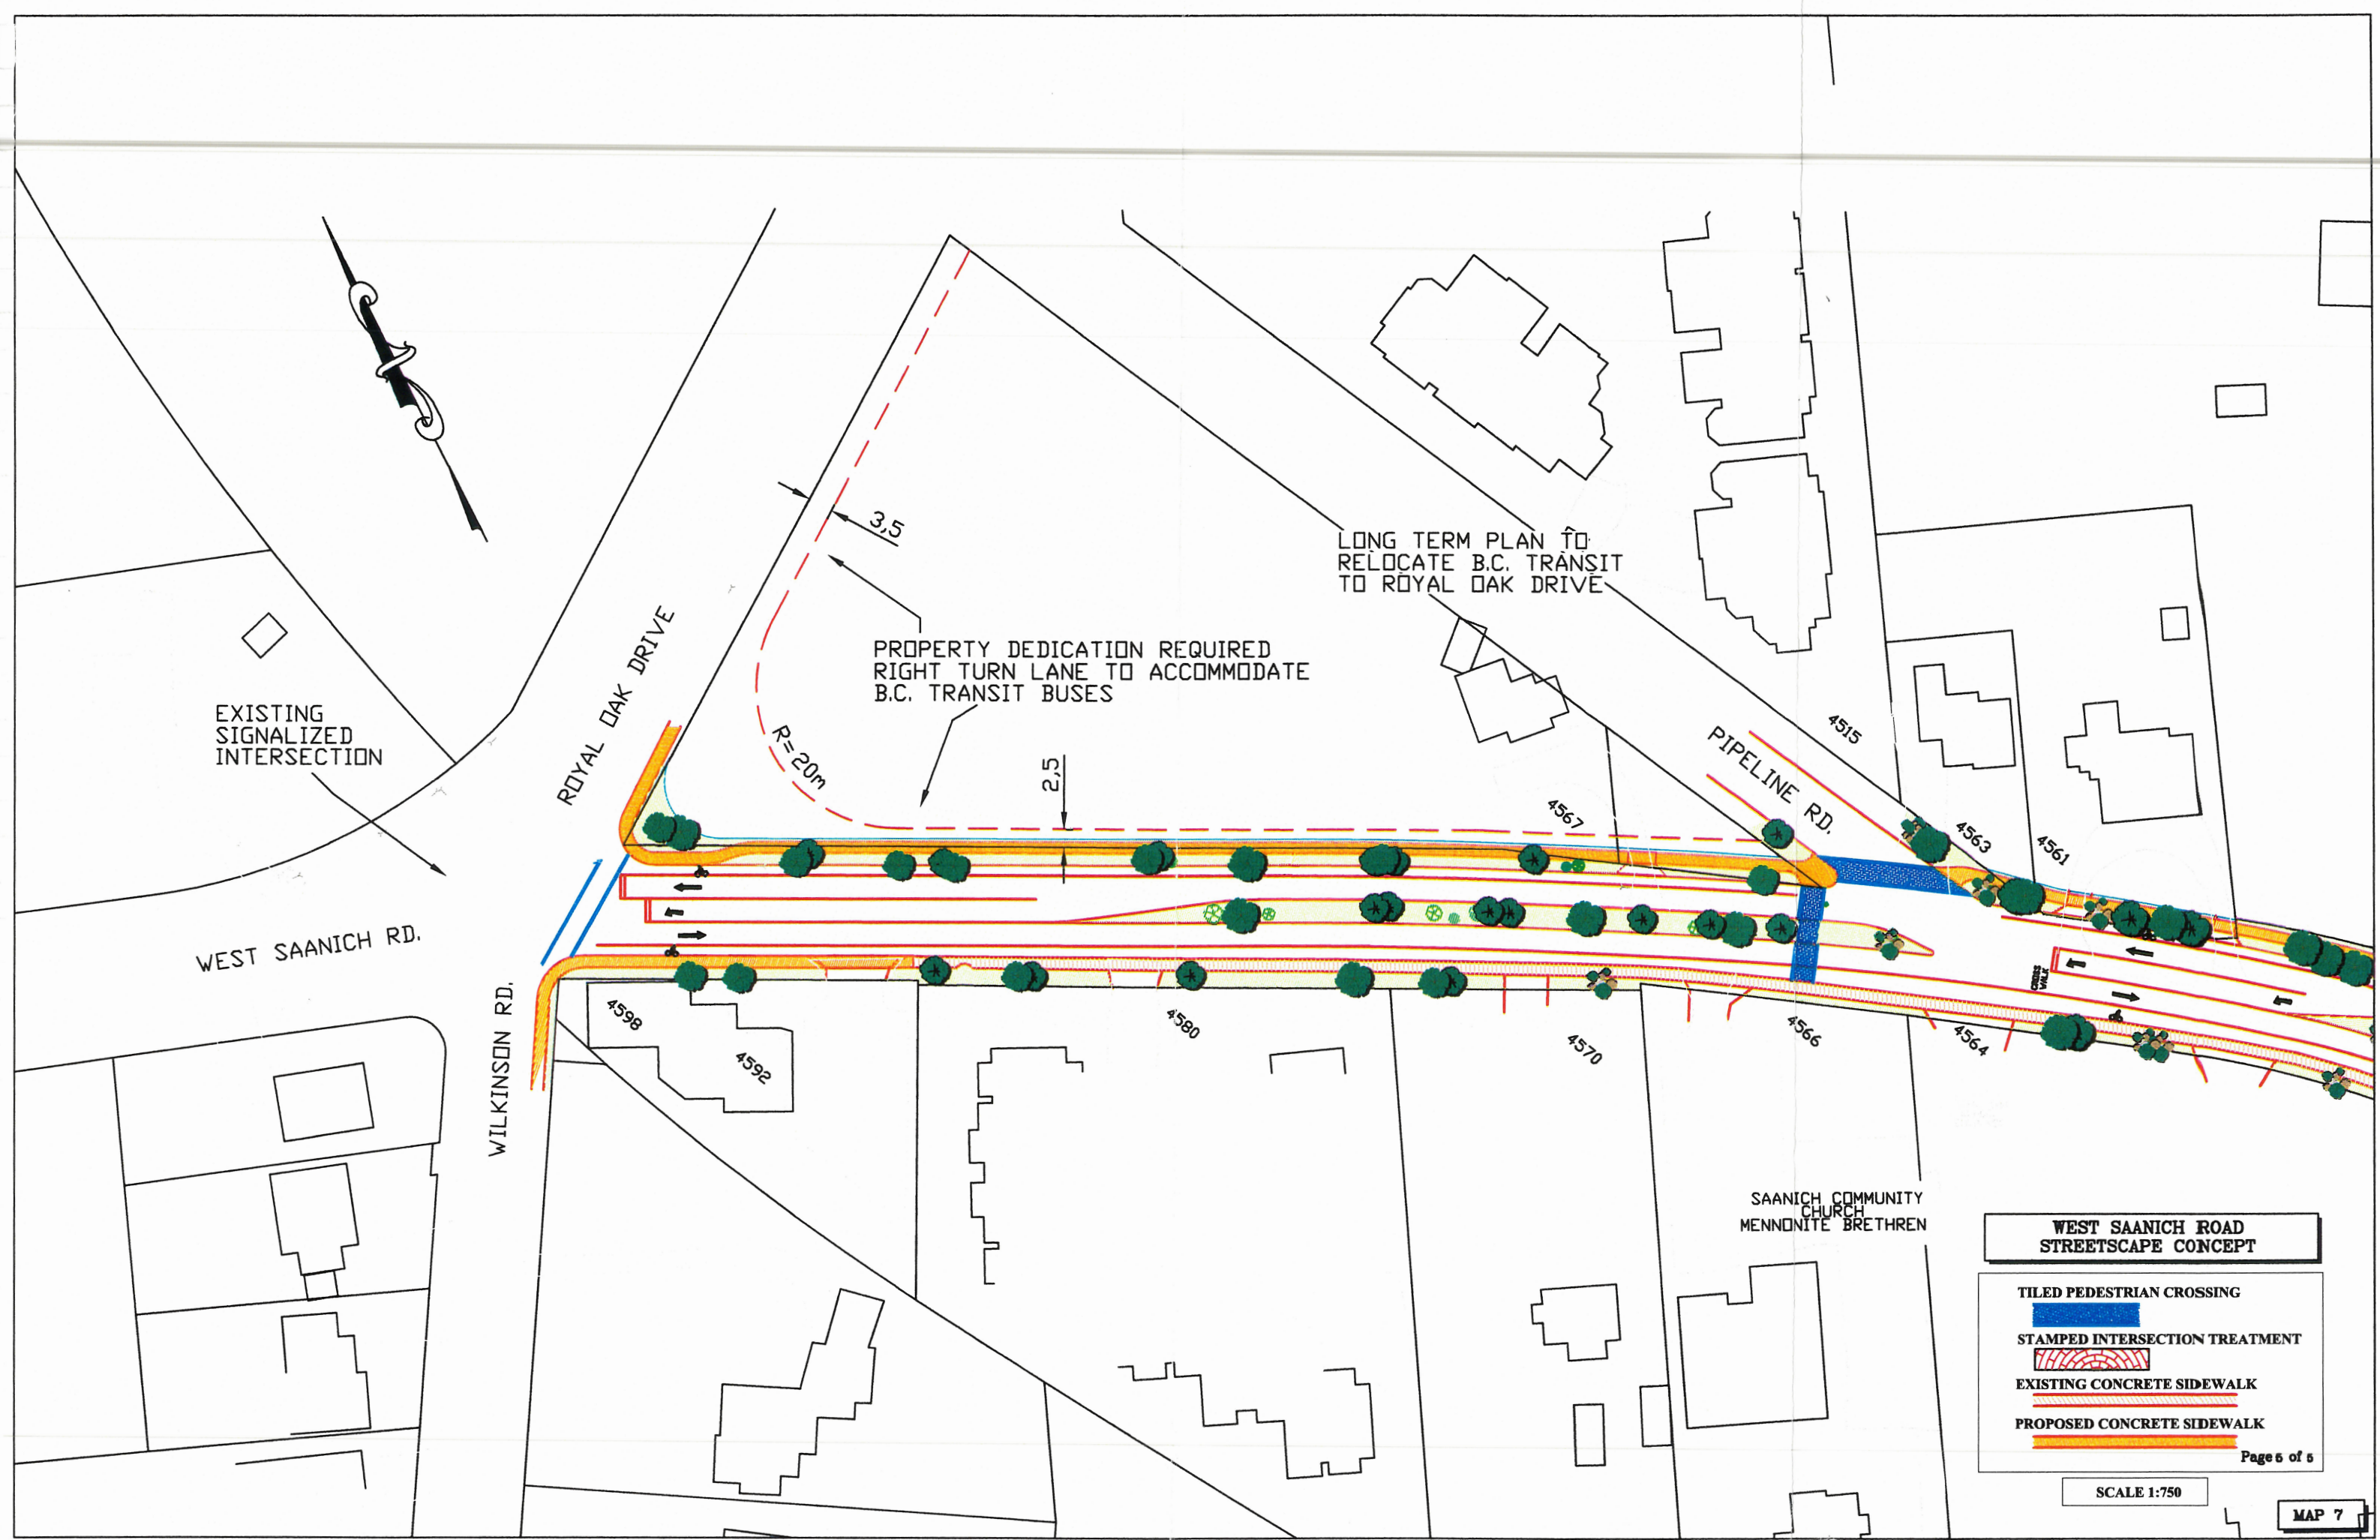 3,5
LONG TERM PLAN TO
RELOCATE B.C. TRANSIT
TO ROYAL OAK DRIVE
PROPERTY DEDICATION REQUIRED
RIGHT TURN LANE TO ACCOMMODATE
B.C. TRANSIT BUSES
EXISTING
SIGNALIZED
INTERSECTION
ROYAL OAK DRIVE
R=20m
2,5
PIPELINE RD.
4515
4567
4563
4561
WEST SAANICH RD.
CROSS
WALK
WILKINSON RD.
4598
4592
4580
4570
4566
4564
SAANICH COMMUNITY
CHURCH
MENNONITE BRETHREN
WEST SAANICH ROAD
STREETSCAPE CONCEPT
TILED PEDESTRIAN CROSSING
STAMPED INTERSECTION TREATMENT
EXISTING CONCRETE SIDEWALK
PROPOSED CONCRETE SIDEWALK
Page 5 of 5
SCALE 1:750
MAP 7